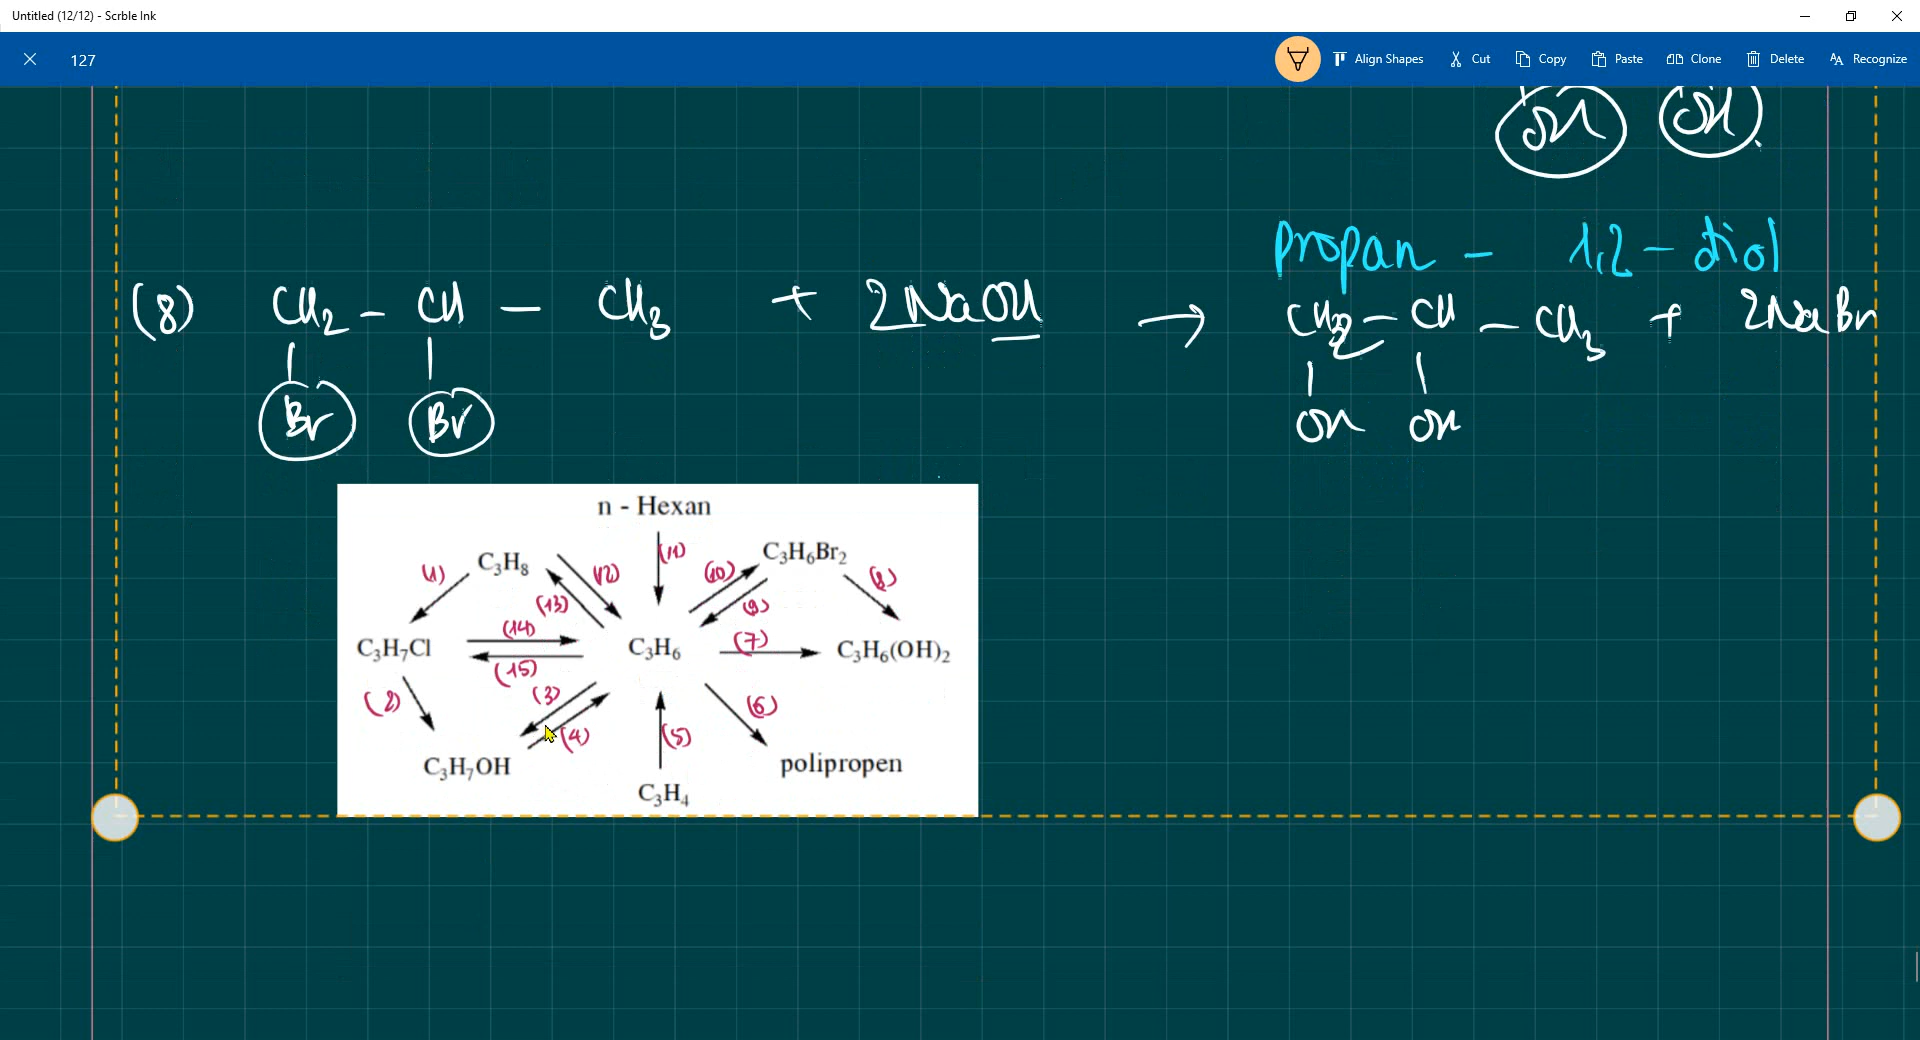 Untitled (12/12) - Scrble Ink
127
Align Shapes Cut Copy Paste Clone Delete Recognize
OH OH
Propan - 1,2 - diol
(8) CH2 - CH - CH3 + 2NaOH → CH2 - CH - CH3 + 2NaBr
Br Br OH OH
n - Hexan
(11)
C3H8 C3H6Br2
(1) (12) (10) (8)
(13) (9)
(14) (7)
C3H7Cl C3H6 C3H6(OH)2
(15)
(2) (3) (6)
(4) (5)
C3H7OH polipropen
C3H4